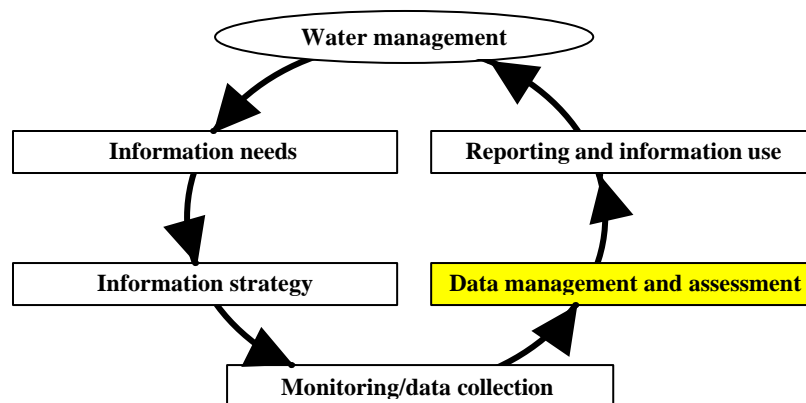 Water management
Information needs
Reporting and information use
Information strategy
Data management and assessment
Monitoring/data collection